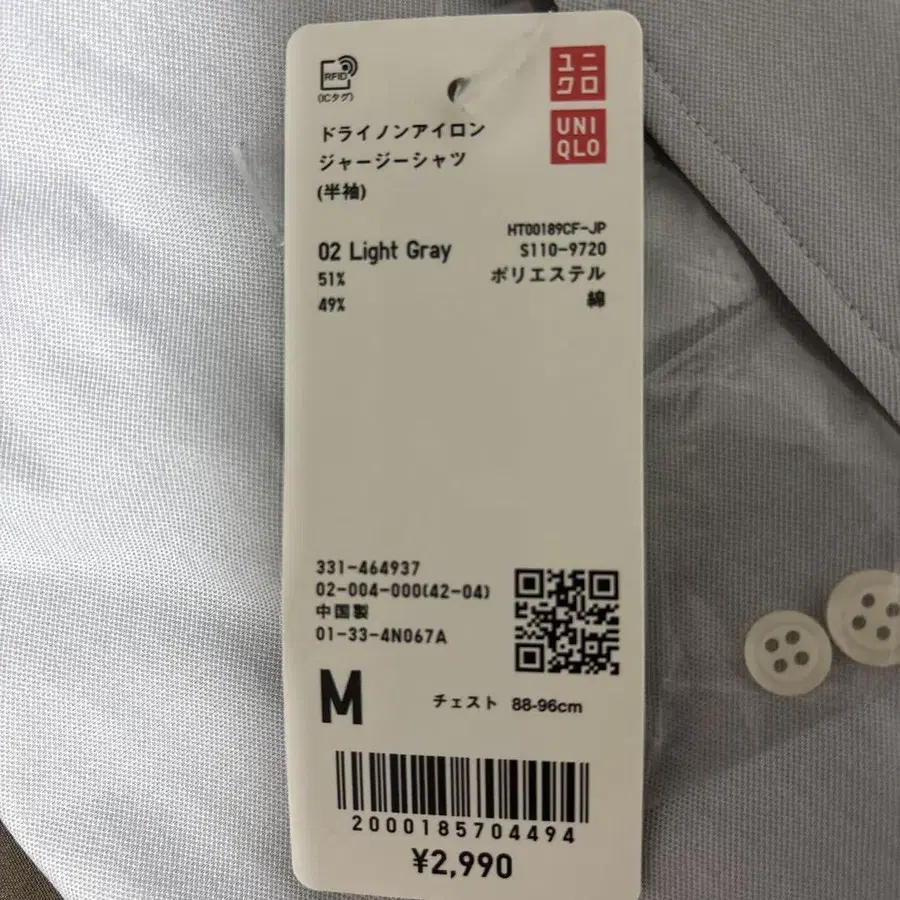 RFID
(ICタグ)
ユニ
クロ
UNI
QLO
ドライノンアイロン
ジャージーシャツ
(半袖)
HT00189CF-JP
02 Light Gray
S110-9720
51%
ポリエステル
49%
綿
331-464937
02-004-000(42-04)
中国製
01-33-4N067A
M
チェスト 88-96cm
2000185704494
¥2,990